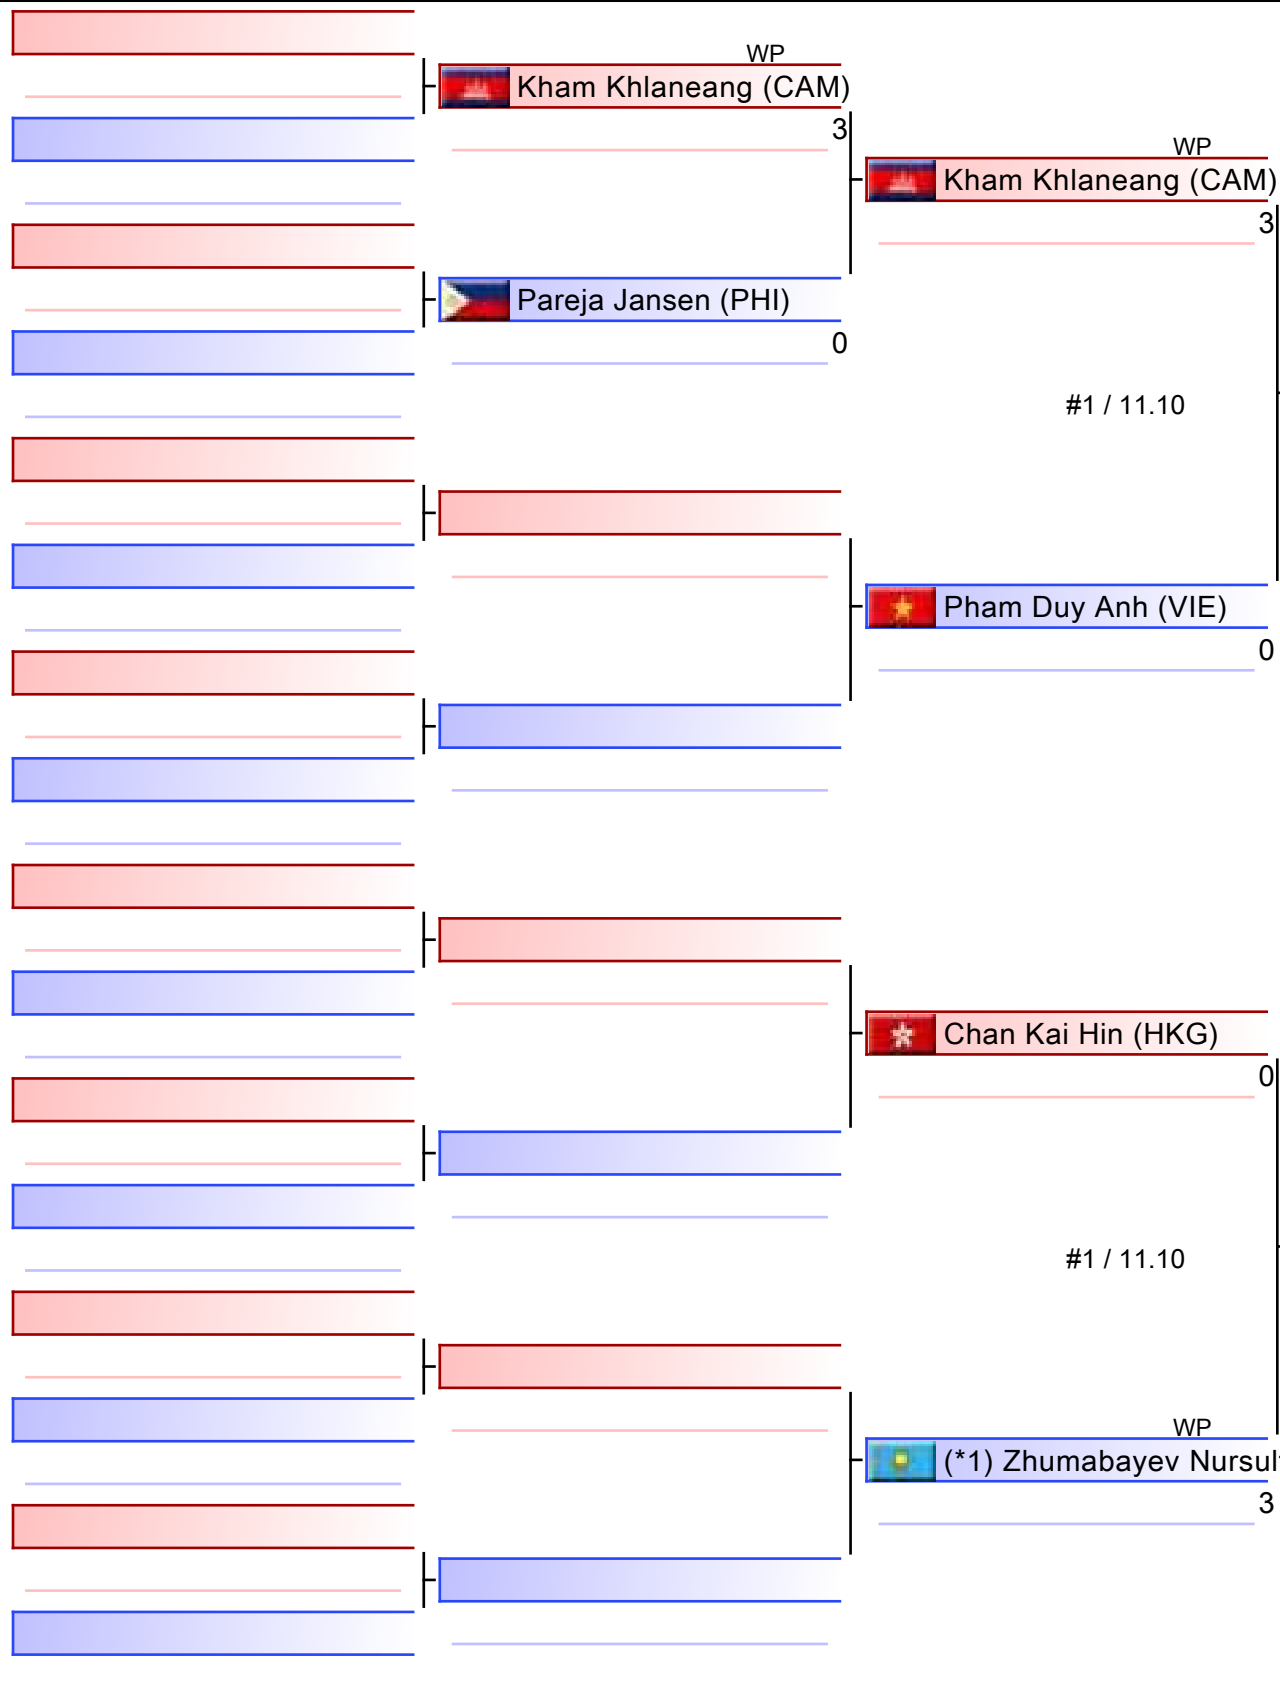 WP
Kham Khlaneang (CAM)
3
Pareja Jansen (PHI)
0
WP
Kham Khlaneang (CAM)
3
#1 / 11.10
Pham Duy Anh (VIE)
0
Chan Kai Hin (HKG)
0
#1 / 11.10
WP
(*1) Zhumabayev Nursul
3